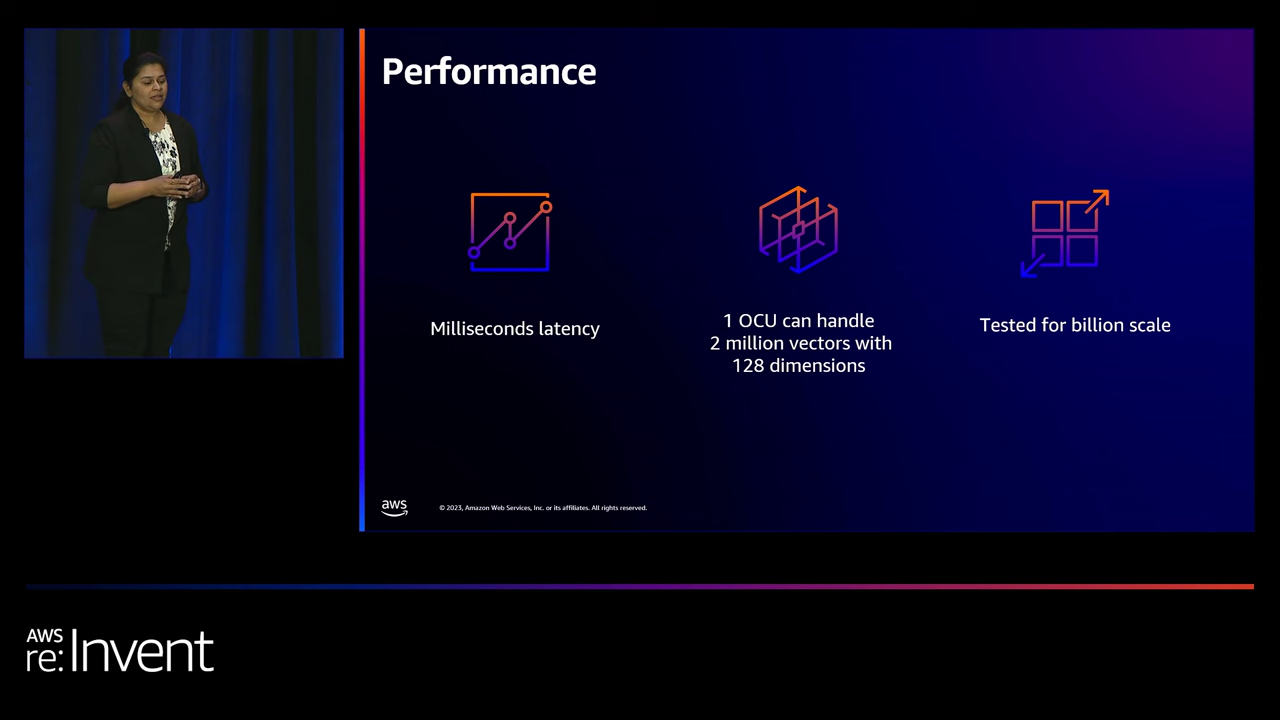 Performance
Milliseconds latency
1 OCU can handle
2 million vectors with
128 dimensions
Tested for billion scale
aws
© 2023, Amazon Web Services, Inc. or its affiliates. All rights reserved.
AWS
re:Invent